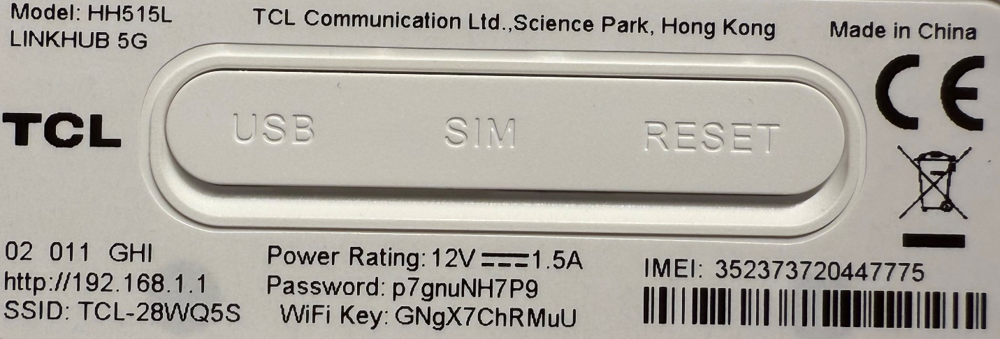 Model: HH515L
LINKHUB 5G
TCL Communication Ltd.,Science Park, Hong Kong
Made in China
CE
TCL
USB SIM RESET
02 011 GHI
http://192.168.1.1
SSID: TCL-28WQ5S
Power Rating: 12V 1.5A
Password: p7gnuNH7P9
WiFi Key: GNgX7ChRMuU
IMEI: 352373720447775